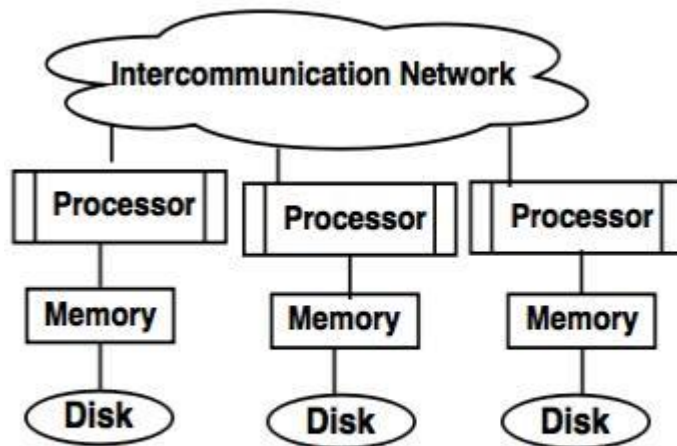 Intercommunication Network
Processor
Processor
Processor
Memory
Memory
Memory
Disk
Disk
Disk